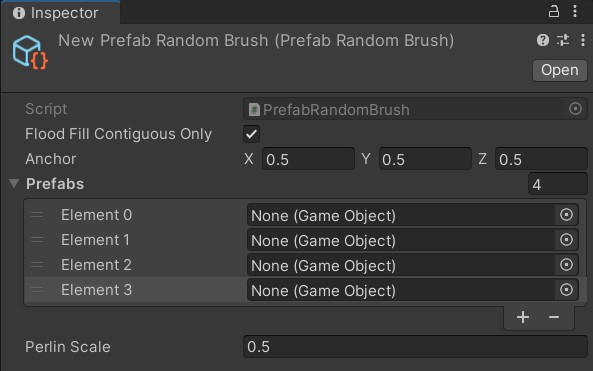 Inspector
New Prefab Random Brush (Prefab Random Brush)
Open
Script PrefabRandomBrush
Flood Fill Contiguous Only
Anchor X 0.5 Y 0.5 Z 0.5
Prefabs 4
Element 0 None (Game Object)
Element 1 None (Game Object)
Element 2 None (Game Object)
Element 3 None (Game Object)
Perlin Scale 0.5